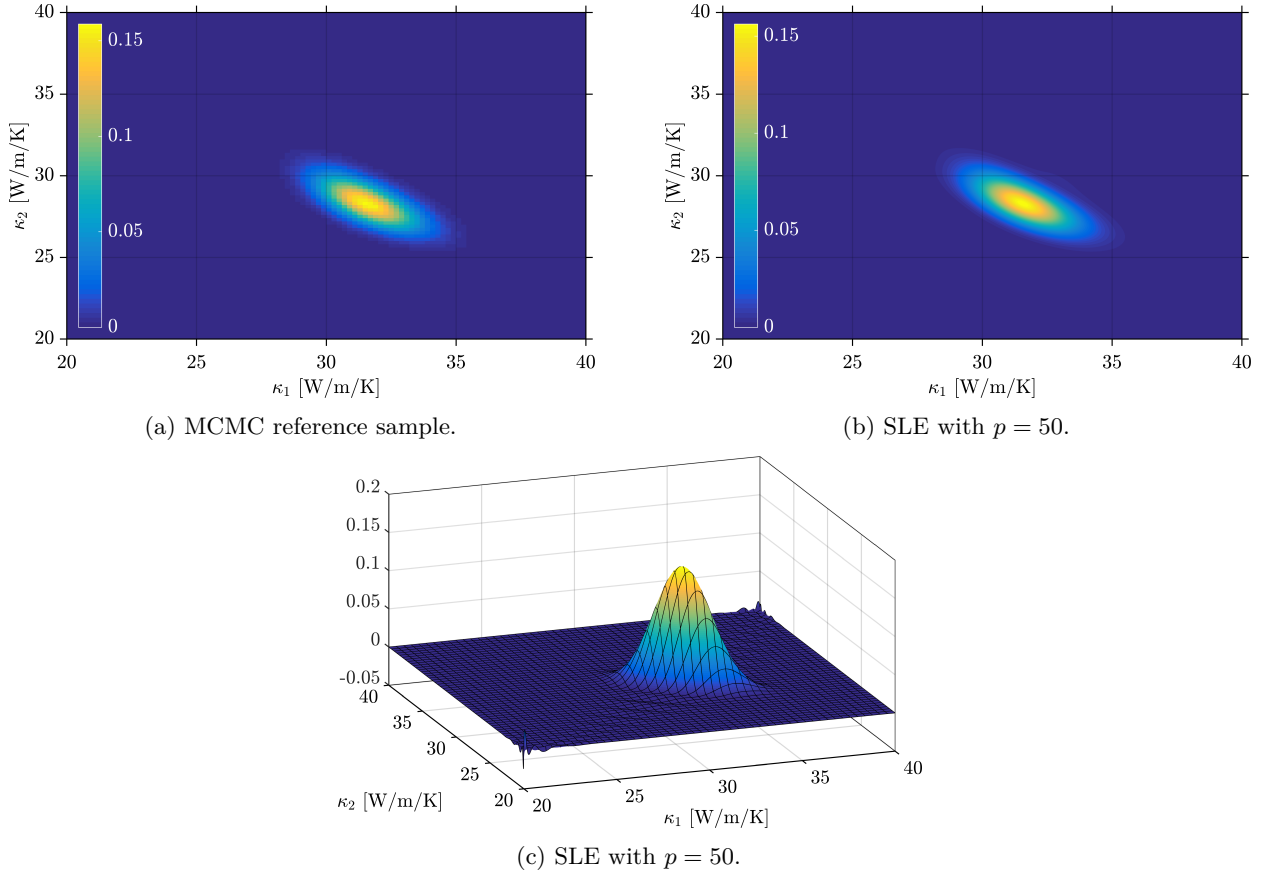 40
35
30
25
20
κ₂ [W/m/K]
0.15
0.1
0.05
0
20 25 30 35 40
κ₁ [W/m/K]
(a) MCMC reference sample.
40
35
30
25
20
κ₂ [W/m/K]
0.15
0.1
0.05
0
20 25 30 35 40
κ₁ [W/m/K]
(b) SLE with p = 50.
0.2
0.15
0.1
0.05
0
-0.05
40
35
30
25
20
κ₂ [W/m/K]
20 25 30 35 40
κ₁ [W/m/K]
(c) SLE with p = 50.